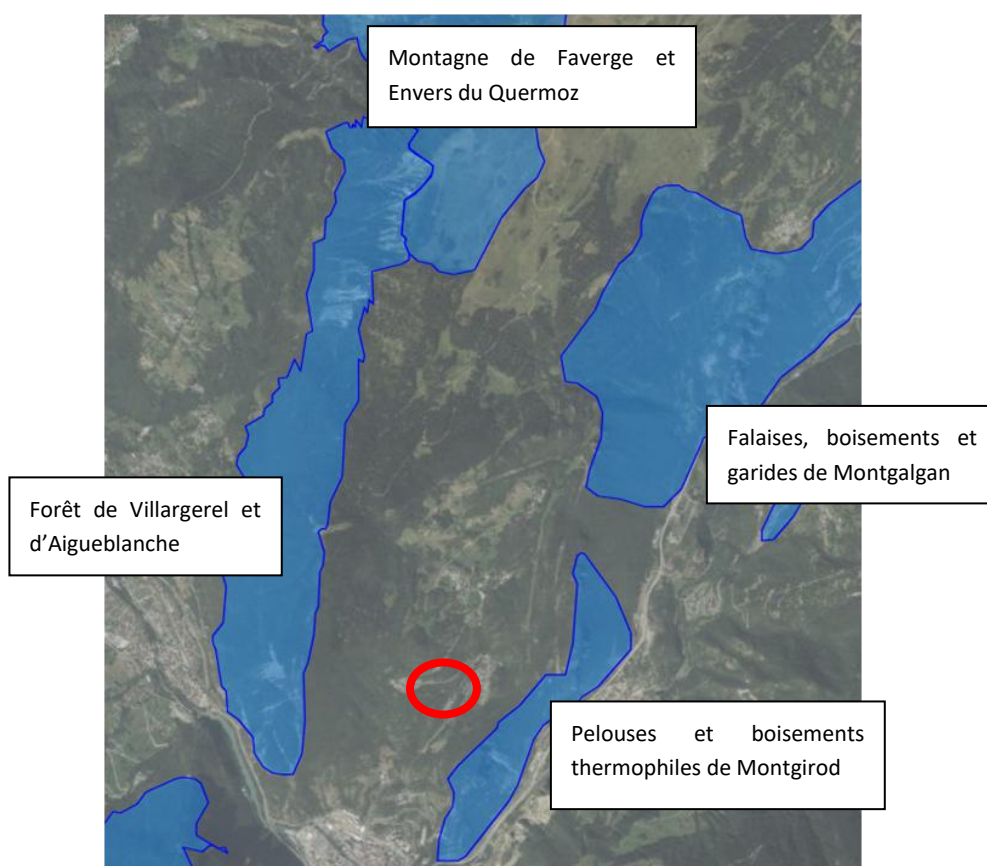 Montagne de Faverge et
Envers du Quermoz
Falaises, boisements et
garides de Montgalgan
Forêt de Villargerel et
d’Aigueblanche
Pelouses et boisements
thermophiles de Montgirod